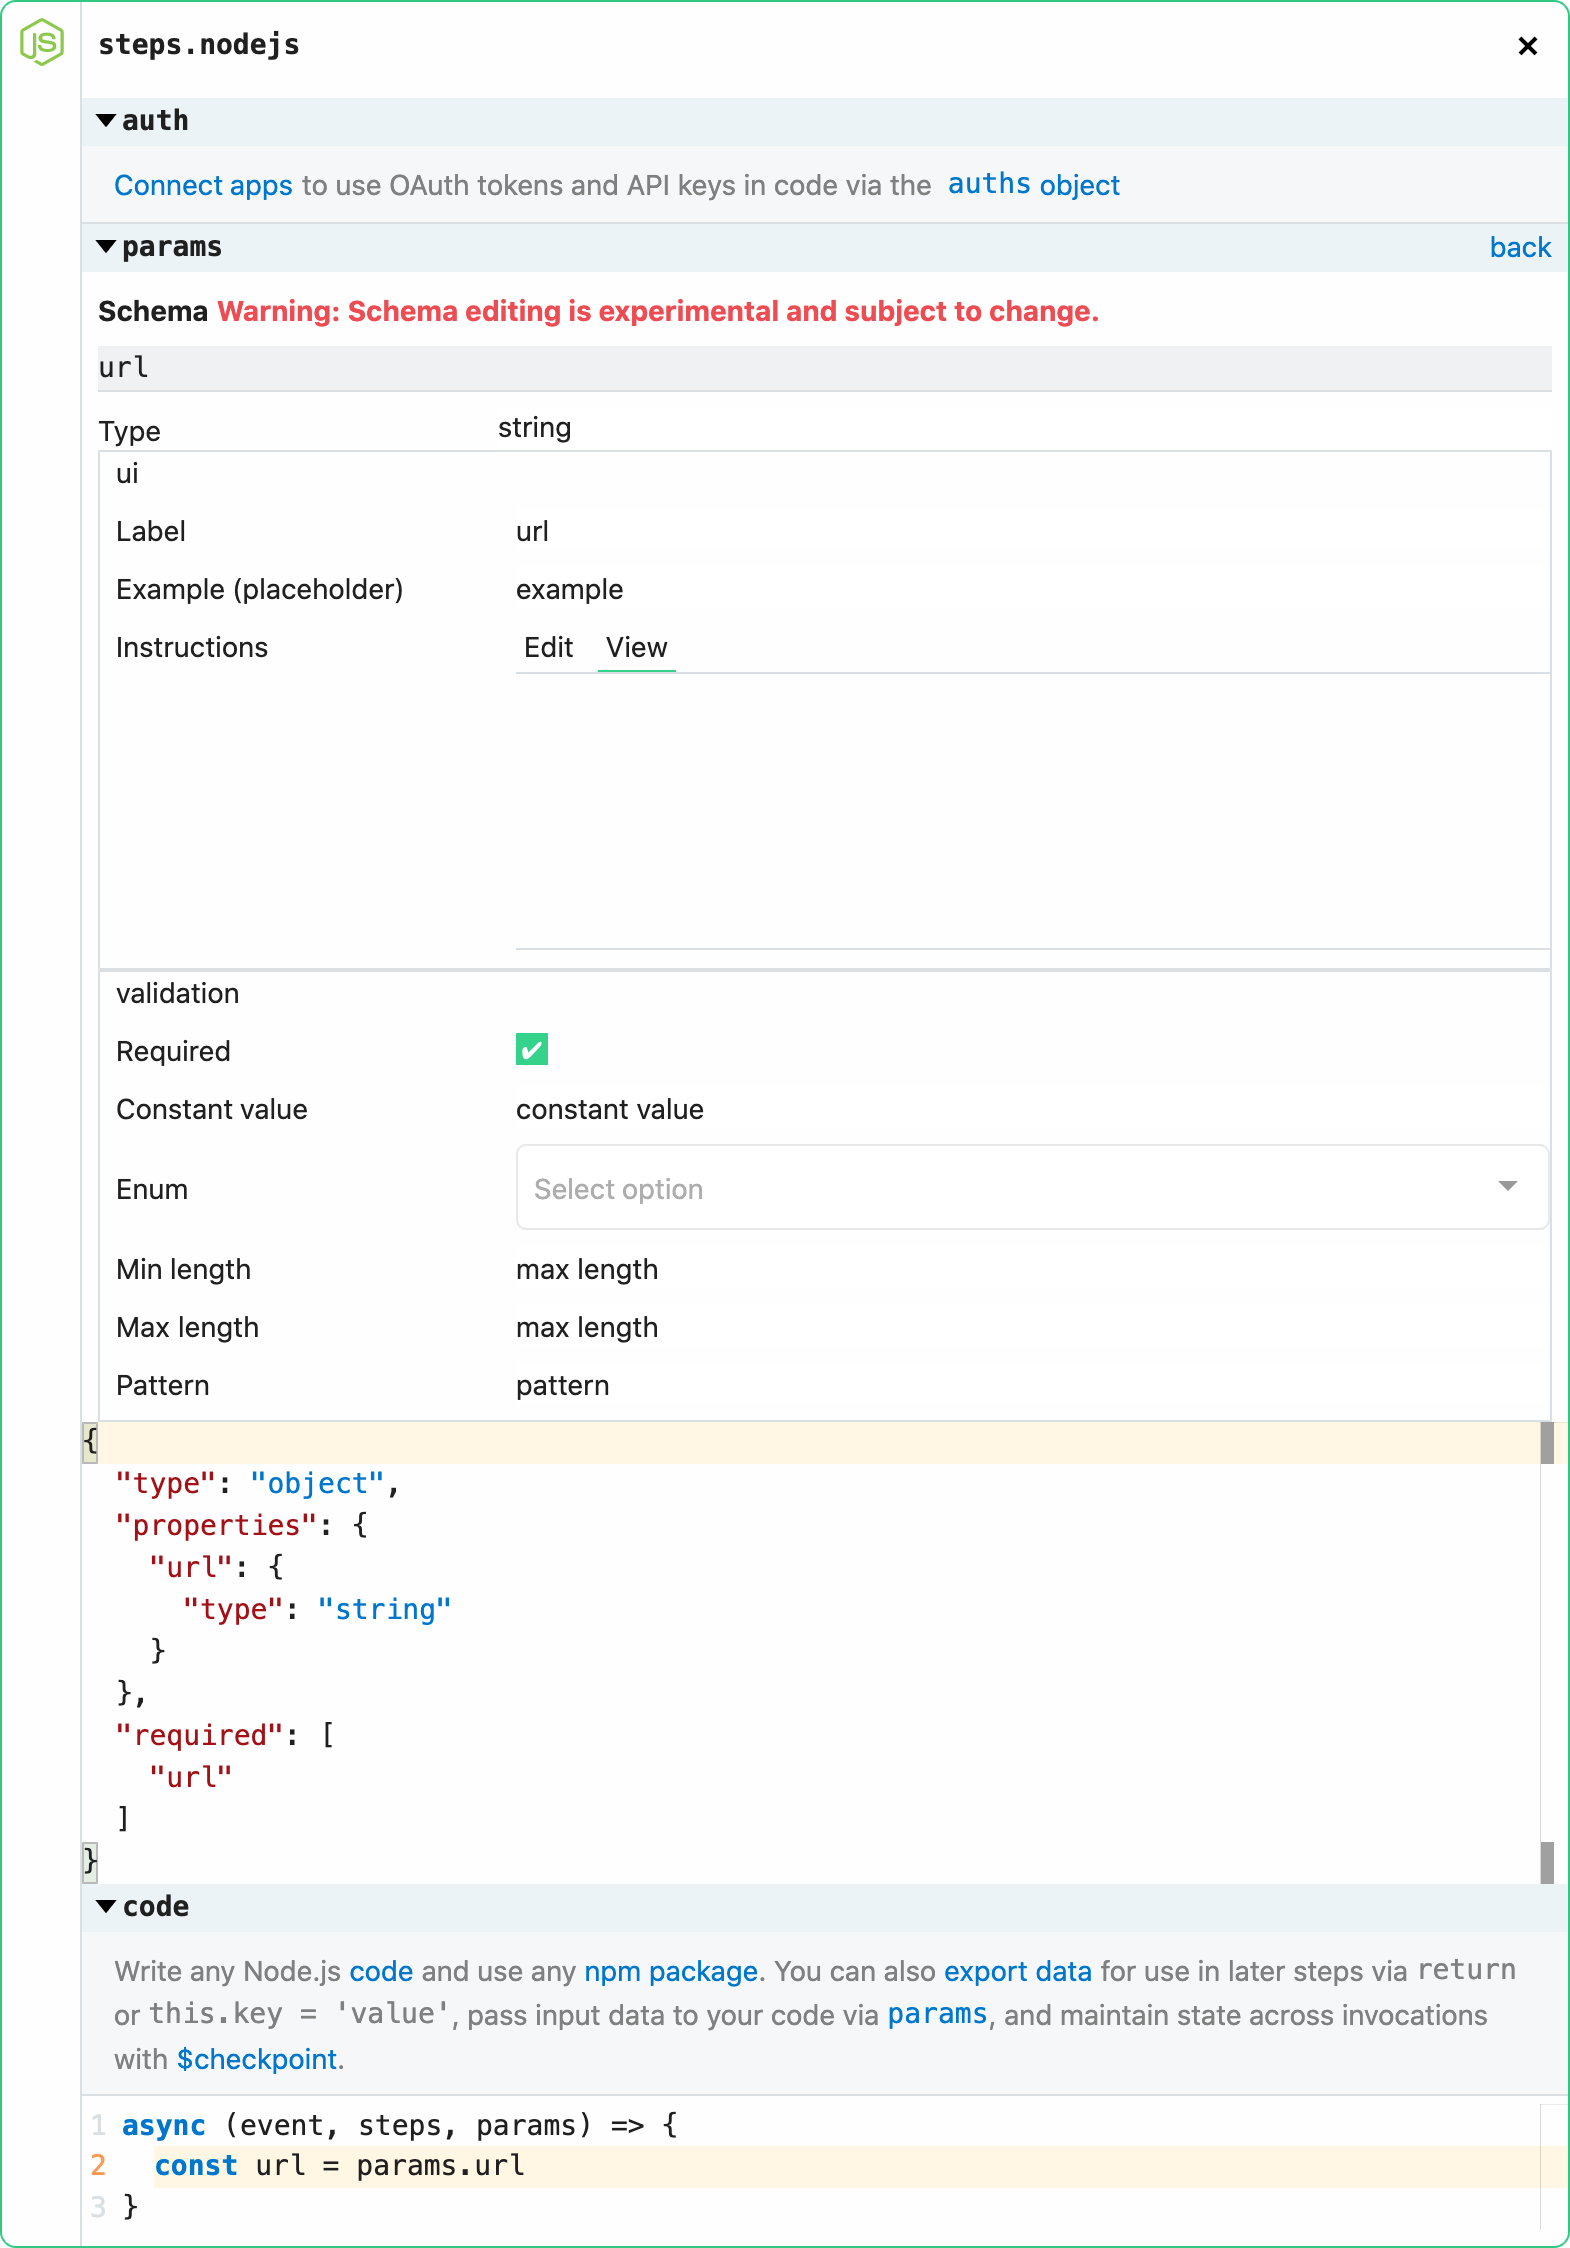 JS
steps.nodejs
auth
Connect apps to use OAuth tokens and API keys in code via the auths object
params back
Schema Warning: Schema editing is experimental and subject to change.
url
Type string
ui
Label url
Example (placeholder) example
Instructions Edit View
validation
Required
Constant value constant value
Enum Select option
Min length max length
Max length max length
Pattern pattern
{
  "type": "object",
  "properties": {
    "url": {
      "type": "string"
    }
  },
  "required": [
    "url"
  ]
}
code
Write any Node.js code and use any npm package. You can also export data for use in later steps via return
or this.key = 'value', pass input data to your code via params, and maintain state across invocations
with $checkpoint.
1 async (event, steps, params) => {
2   const url = params.url
3 }